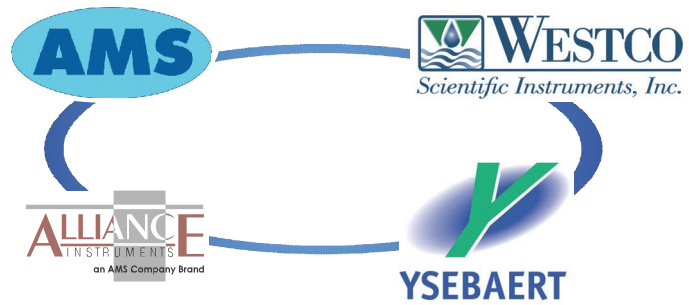 AMS
WESTCO
Scientific Instruments, Inc.
ALLIANCE
INSTRUMENTS
an AMS Company Brand
YSEBAERT